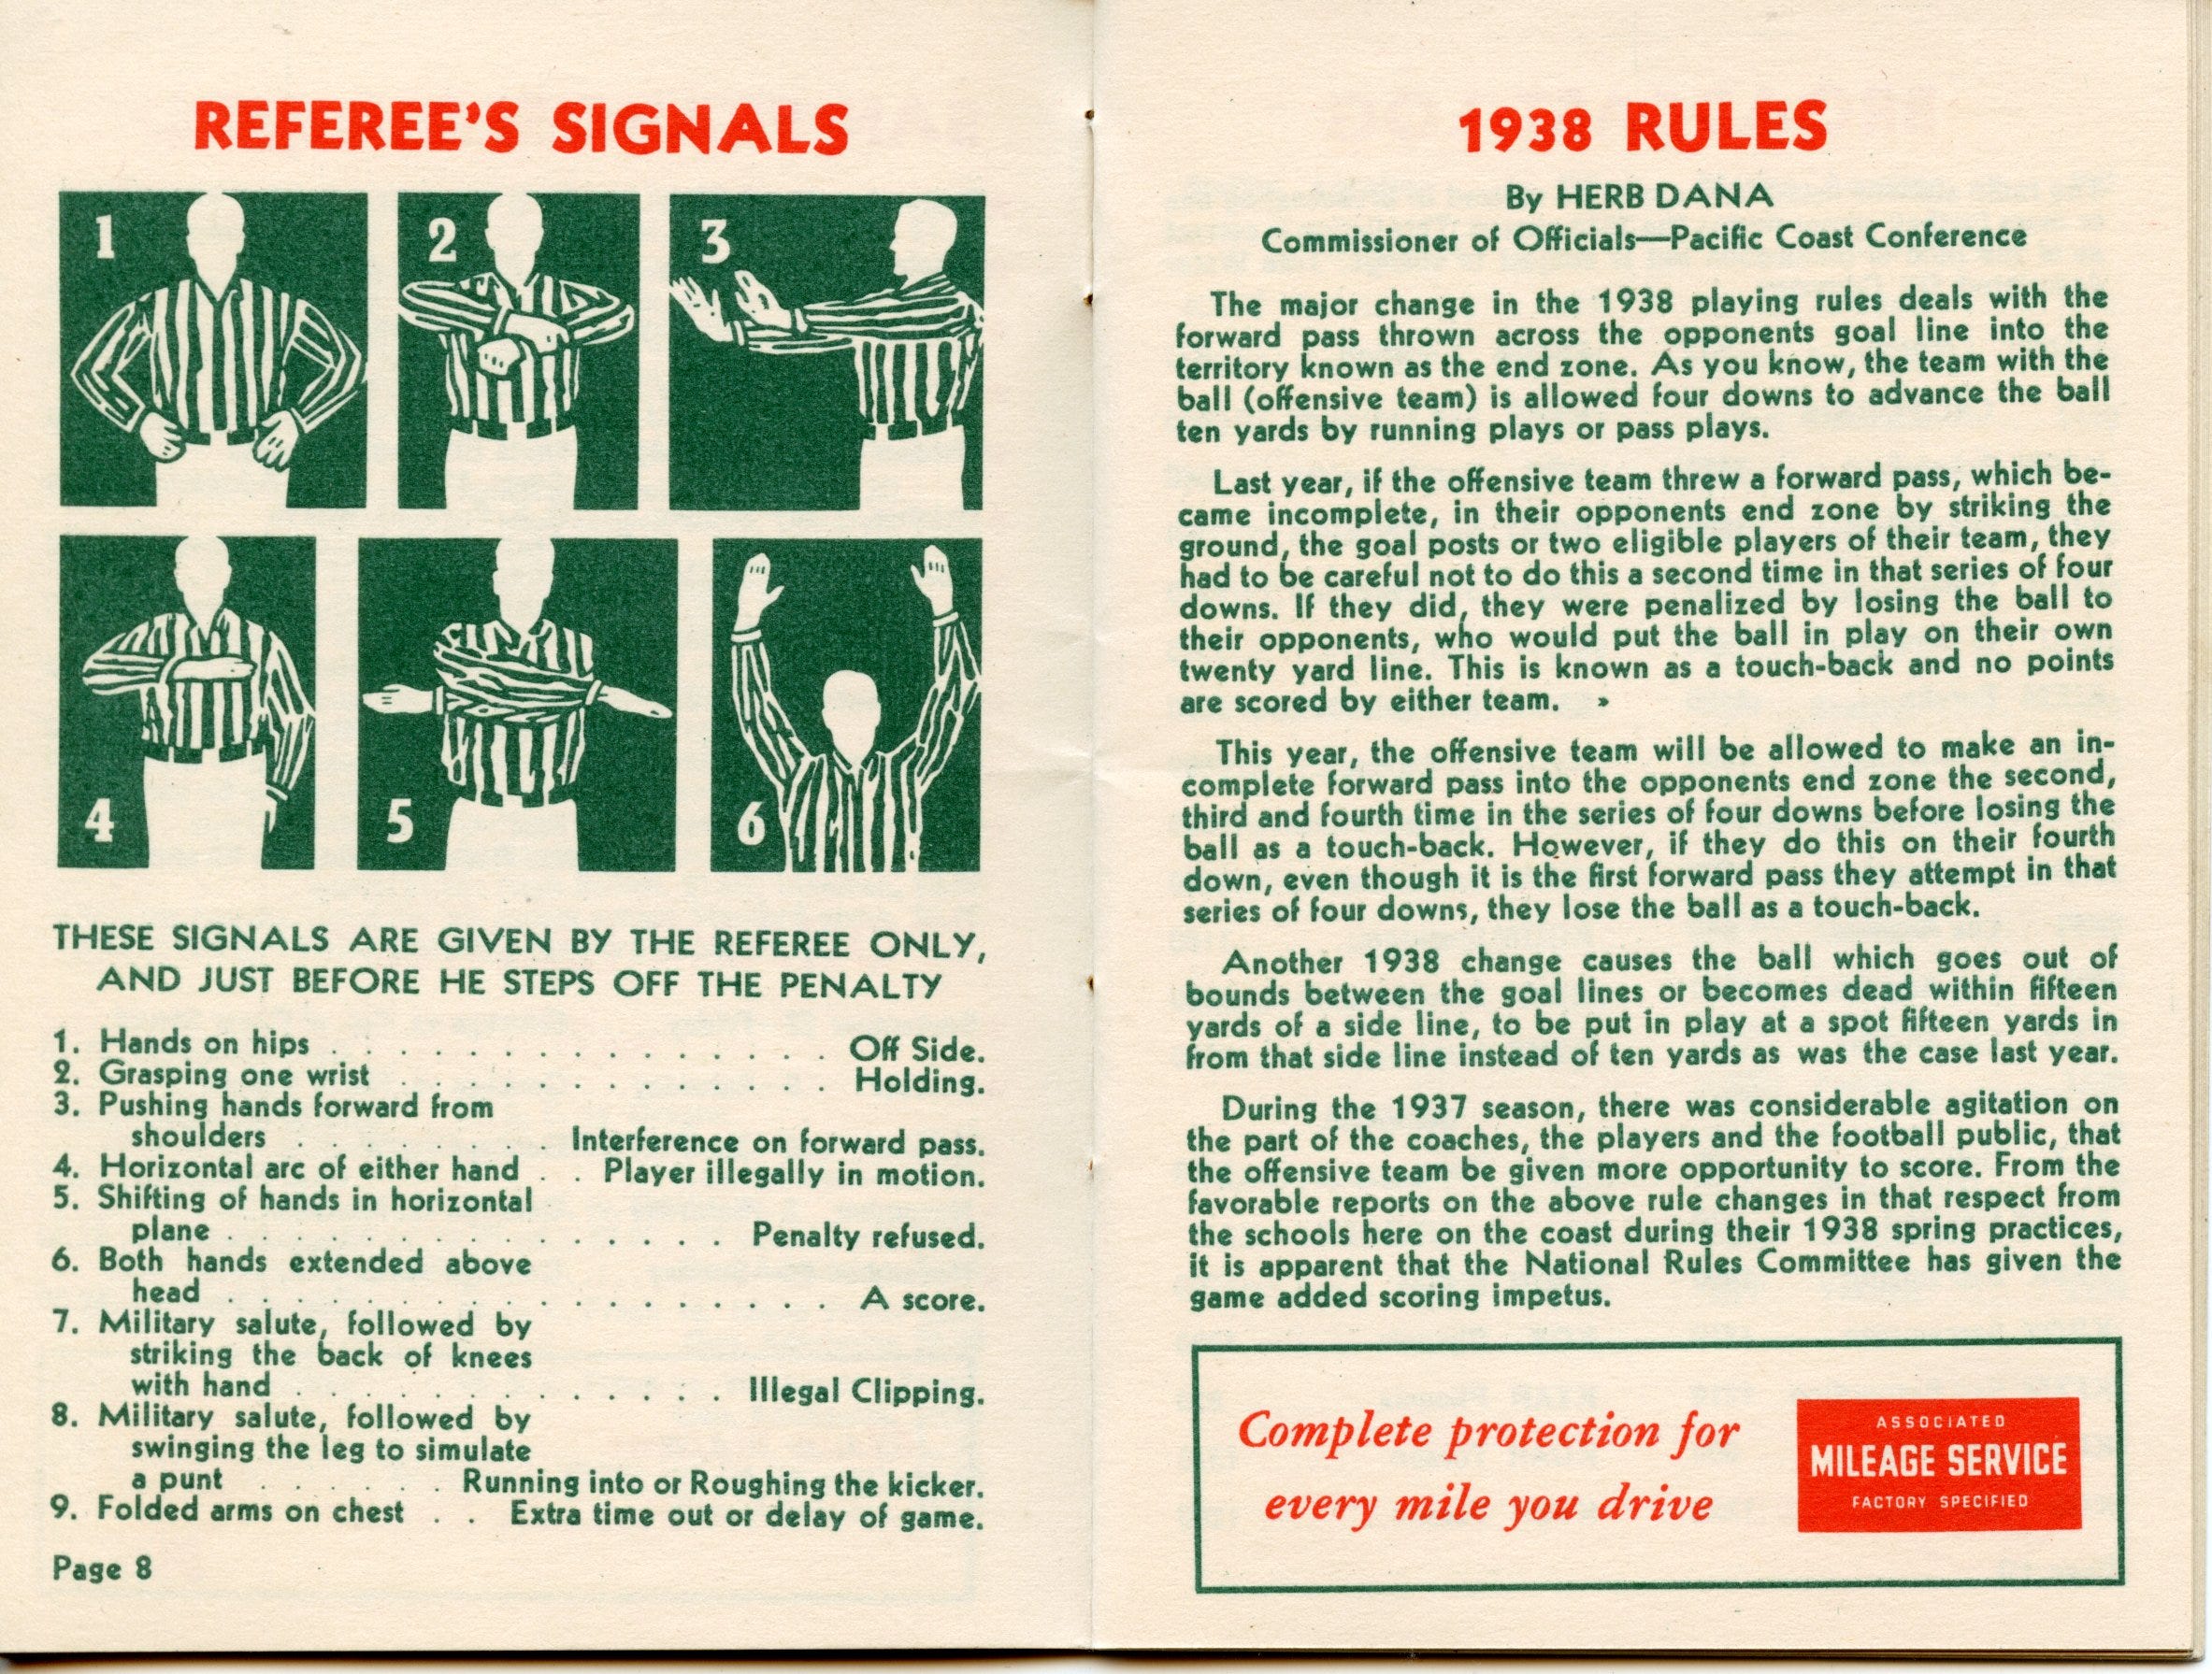 REFEREE'S SIGNALS
1
2
3
4
5
6
THESE SIGNALS ARE GIVEN BY THE REFEREE ONLY,
AND JUST BEFORE HE STEPS OFF THE PENALTY
1. Hands on hips . . . . . . . . . . . . . . . Off Side.
2. Grasping one wrist . . . . . . . . . . . . . Holding.
3. Pushing hands forward from
shoulders . . . . . . . . . Interference on forward pass.
4. Horizontal arc of either hand . . Player illegally in motion.
5. Shifting of hands in horizontal
plane . . . . . . . . . . . . . . . Penalty refused.
6. Both hands extended above
head . . . . . . . . . . . . . . . . . . A score.
7. Military salute, followed by
striking the back of knees
with hand . . . . . . . . . . . . . Illegal Clipping.
8. Military salute, followed by
swinging the leg to simulate
a punt . . . . . . Running into or Roughing the kicker.
9. Folded arms on chest . . Extra time out or delay of game.
Page 8
1938 RULES
By HERB DANA
Commissioner of Officials—Pacific Coast Conference
The major change in the 1938 playing rules deals with the
forward pass thrown across the opponents goal line into the
territory known as the end zone. As you know, the team with the
ball (offensive team) is allowed four downs to advance the ball
ten yards by running plays or pass plays.
Last year, if the offensive team threw a forward pass, which be-
came incomplete, in their opponents end zone by striking the
ground, the goal posts or two eligible players of their team, they
had to be careful not to do this a second time in that series of four
downs. If they did, they were penalized by losing the ball to
their opponents, who would put the ball in play on their own
twenty yard line. This is known as a touch-back and no points
are scored by either team.
This year, the offensive team will be allowed to make an in-
complete forward pass into the opponents end zone the second,
third and fourth time in the series of four downs before losing the
ball as a touch-back. However, if they do this on their fourth
down, even though it is the first forward pass they attempt in that
series of four downs, they lose the ball as a touch-back.
Another 1938 change causes the ball which goes out of
bounds between the goal lines or becomes dead within fifteen
yards of a side line, to be put in play at a spot fifteen yards in
from that side line instead of ten yards as was the case last year.
During the 1937 season, there was considerable agitation on
the part of the coaches, the players and the football public, that
the offensive team be given more opportunity to score. From the
favorable reports on the above rule changes in that respect from
the schools here on the coast during their 1938 spring practices,
it is apparent that the National Rules Committee has given the
game added scoring impetus.
Complete protection for
every mile you drive
ASSOCIATED
MILEAGE SERVICE
FACTORY SPECIFIED